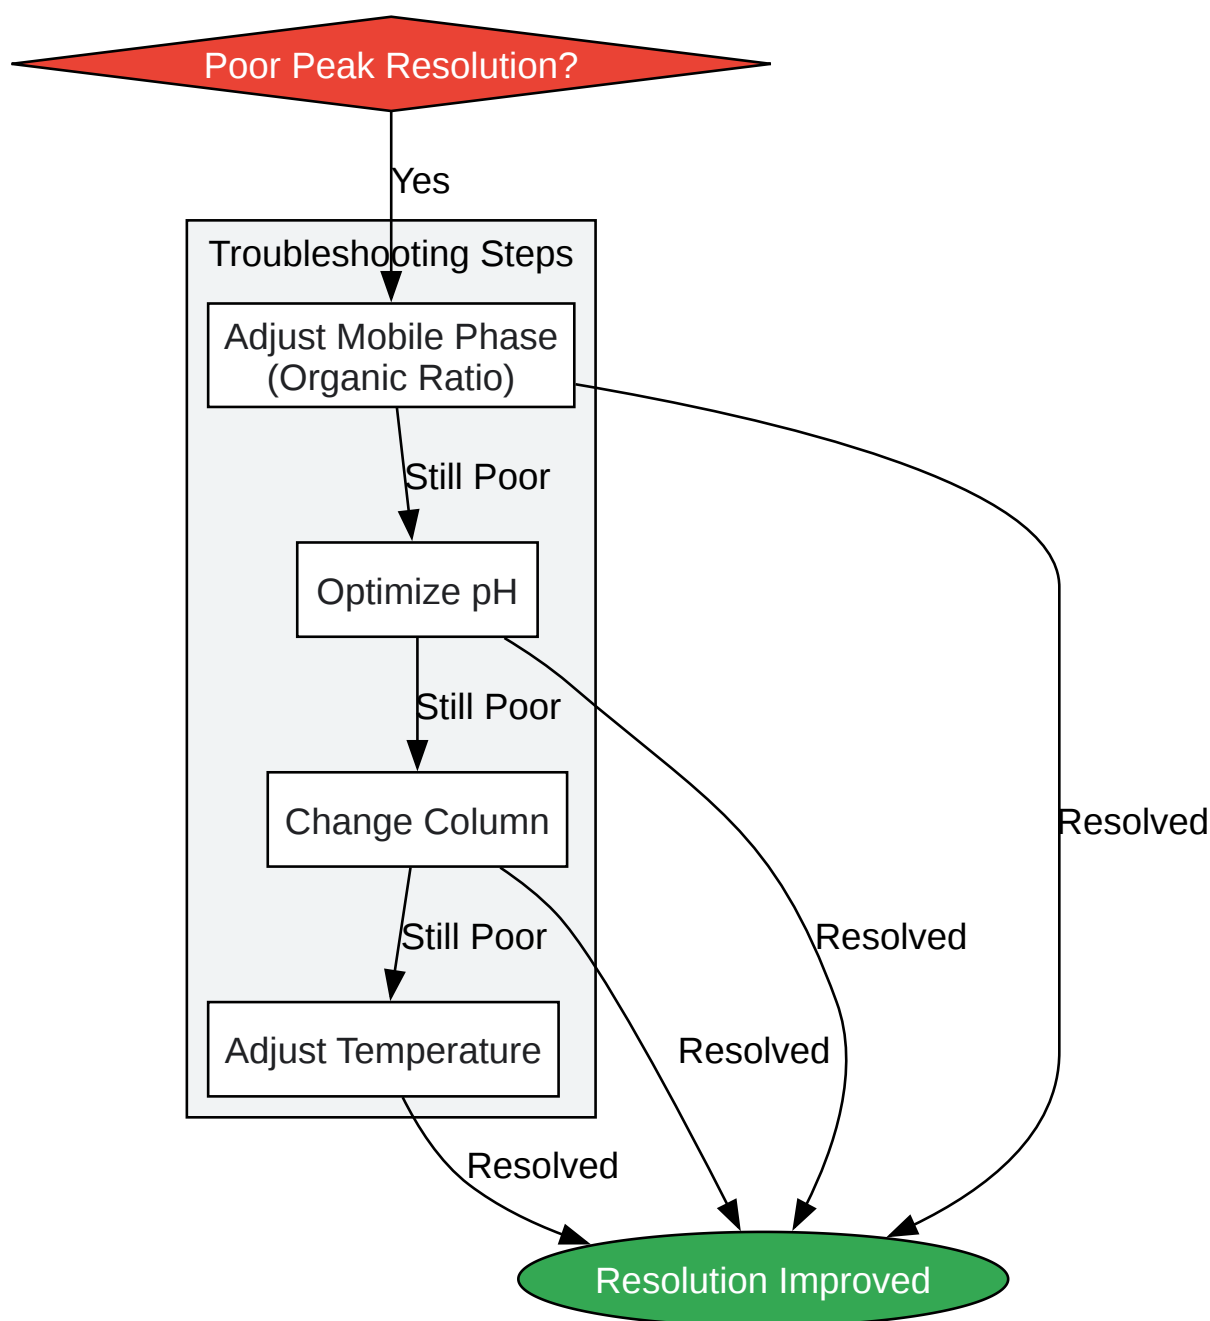 Poor Peak Resolution?
Yes
Troubleshooting Steps
Adjust Mobile Phase
(Organic Ratio)
Still Poor
Optimize pH
Still Poor
Change Column
Resolved
Still Poor
Resolved
Adjust Temperature
Resolved
Resolved
Resolution Improved